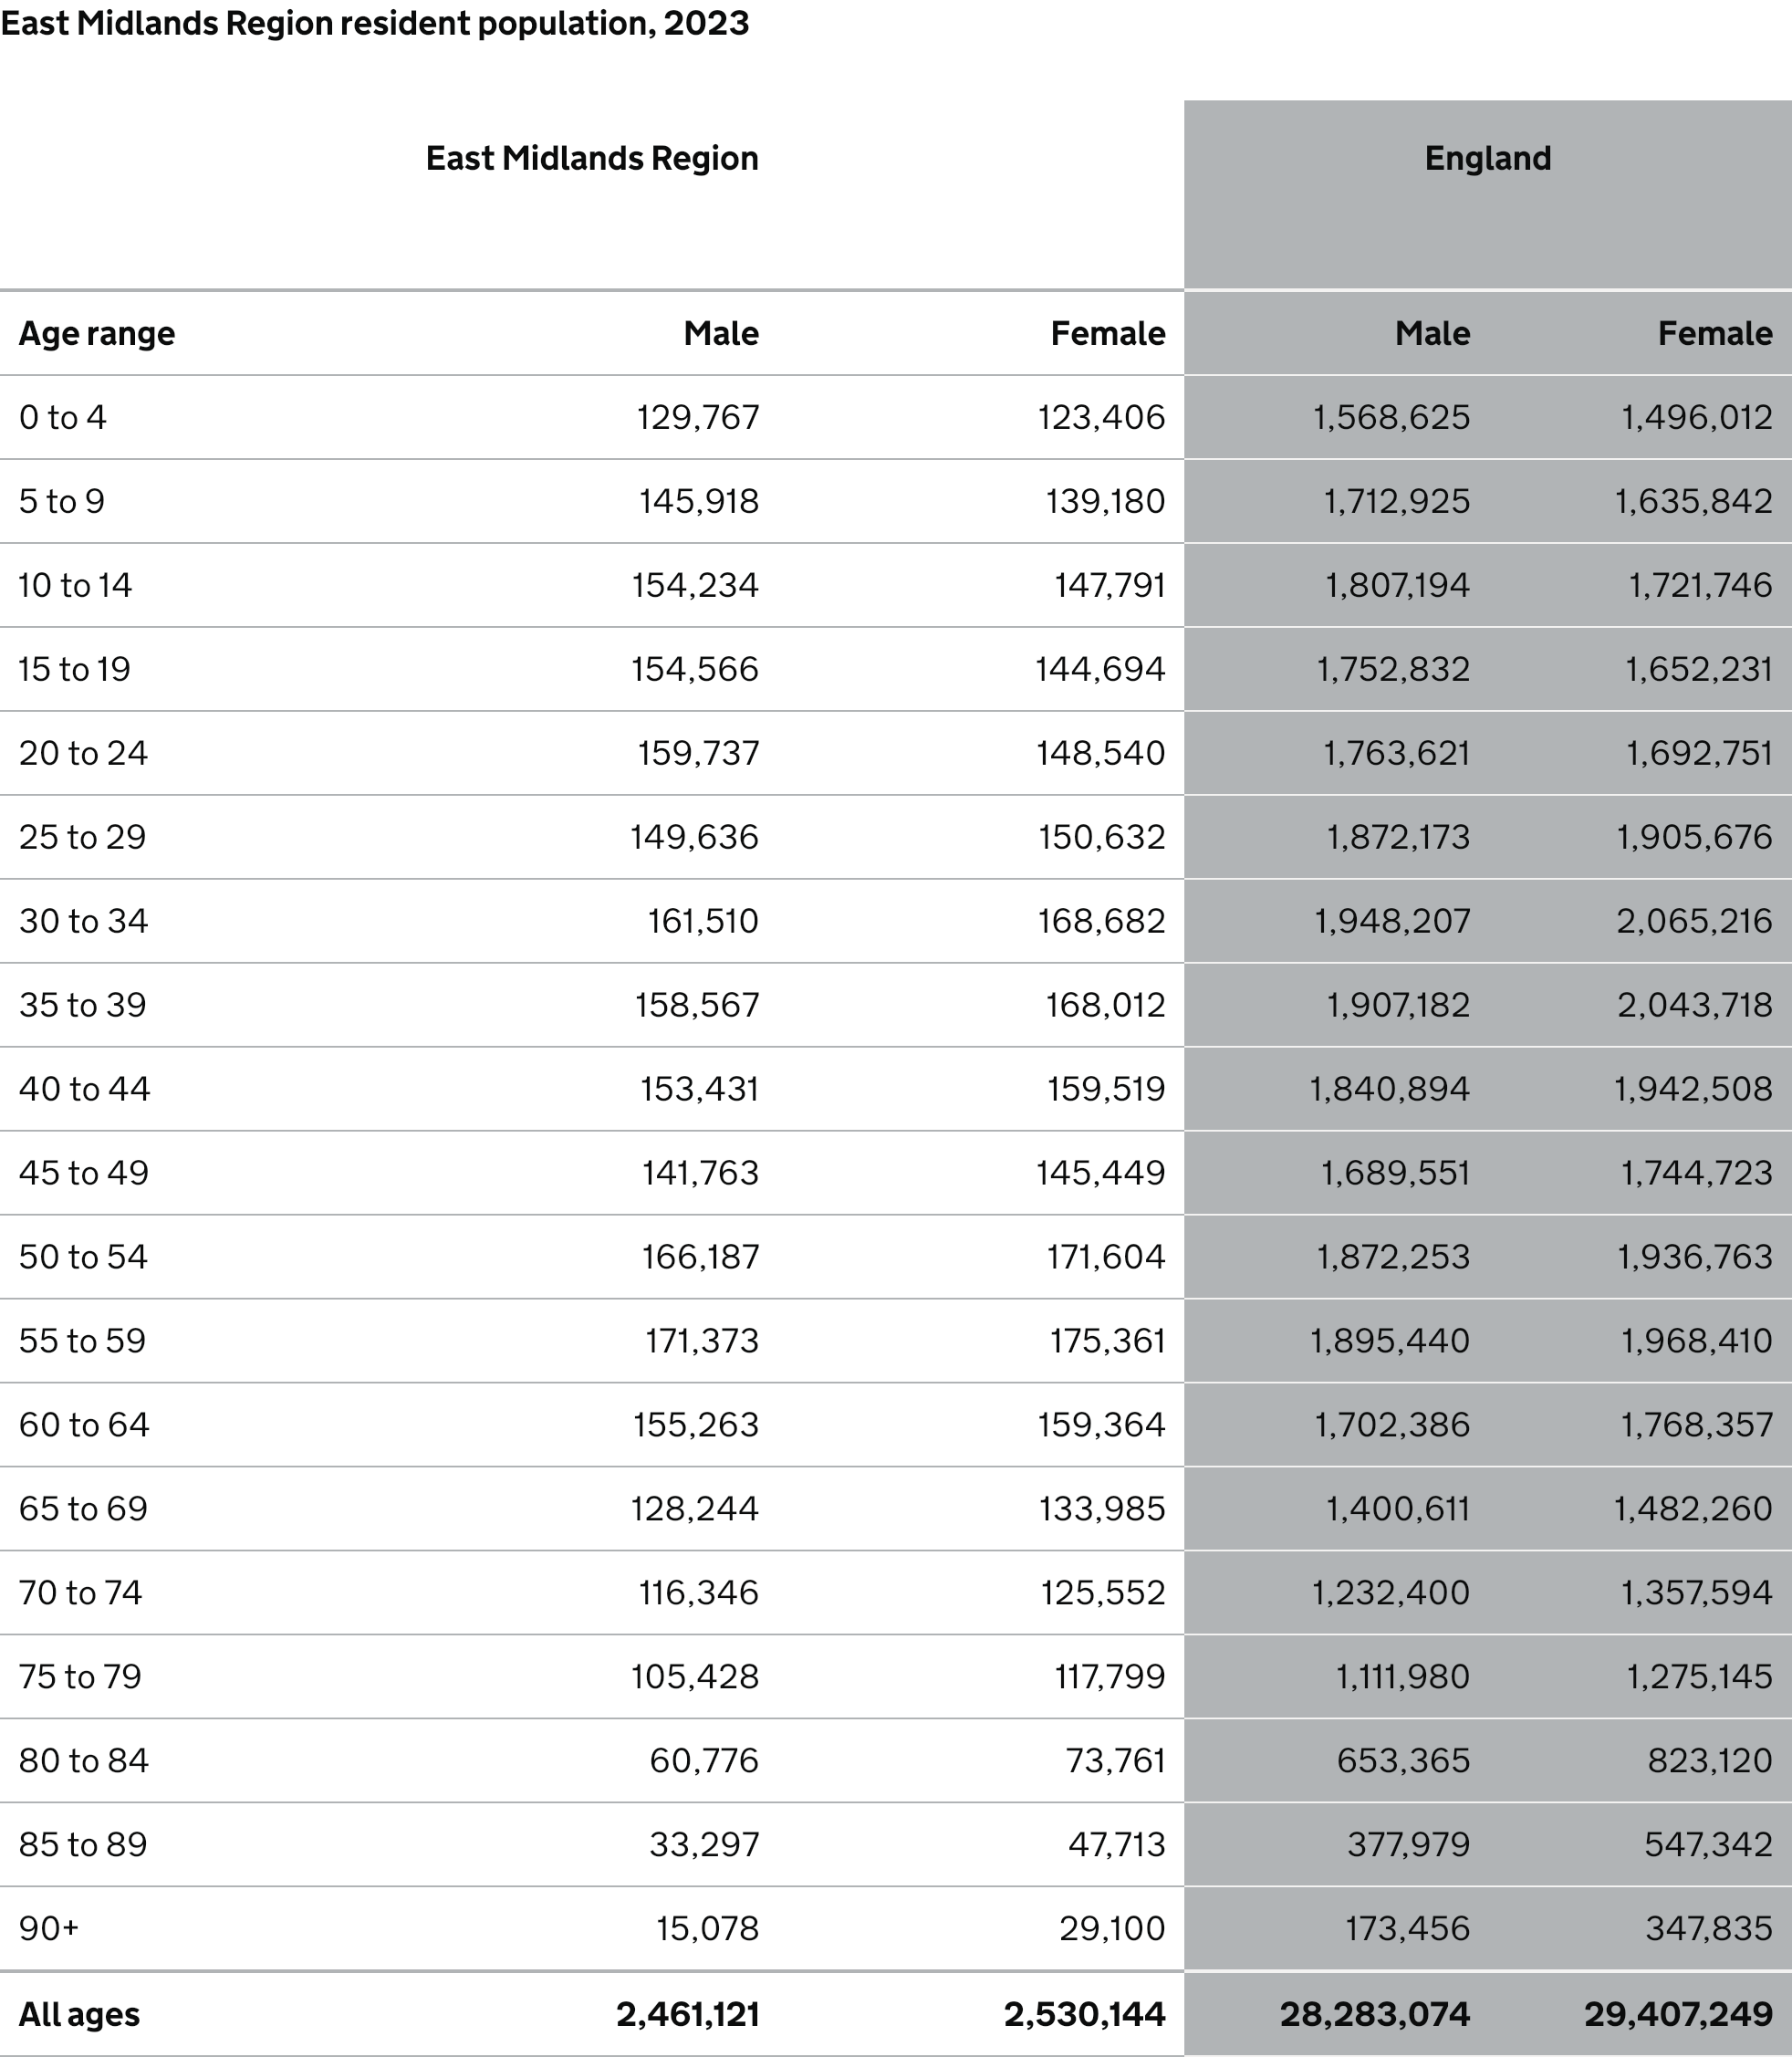 East Midlands Region resident population, 2023
East Midlands Region England
Age range Male Female Male Female
0 to 4 129,767 123,406 1,568,625 1,496,012
5 to 9 145,918 139,180 1,712,925 1,635,842
10 to 14 154,234 147,791 1,807,194 1,721,746
15 to 19 154,566 144,694 1,752,832 1,652,231
20 to 24 159,737 148,540 1,763,621 1,692,751
25 to 29 149,636 150,632 1,872,173 1,905,676
30 to 34 161,510 168,682 1,948,207 2,065,216
35 to 39 158,567 168,012 1,907,182 2,043,718
40 to 44 153,431 159,519 1,840,894 1,942,508
45 to 49 141,763 145,449 1,689,551 1,744,723
50 to 54 166,187 171,604 1,872,253 1,936,763
55 to 59 171,373 175,361 1,895,440 1,968,410
60 to 64 155,263 159,364 1,702,386 1,768,357
65 to 69 128,244 133,985 1,400,611 1,482,260
70 to 74 116,346 125,552 1,232,400 1,357,594
75 to 79 105,428 117,799 1,111,980 1,275,145
80 to 84 60,776 73,761 653,365 823,120
85 to 89 33,297 47,713 377,979 547,342
90+ 15,078 29,100 173,456 347,835
All ages 2,461,121 2,530,144 28,283,074 29,407,249